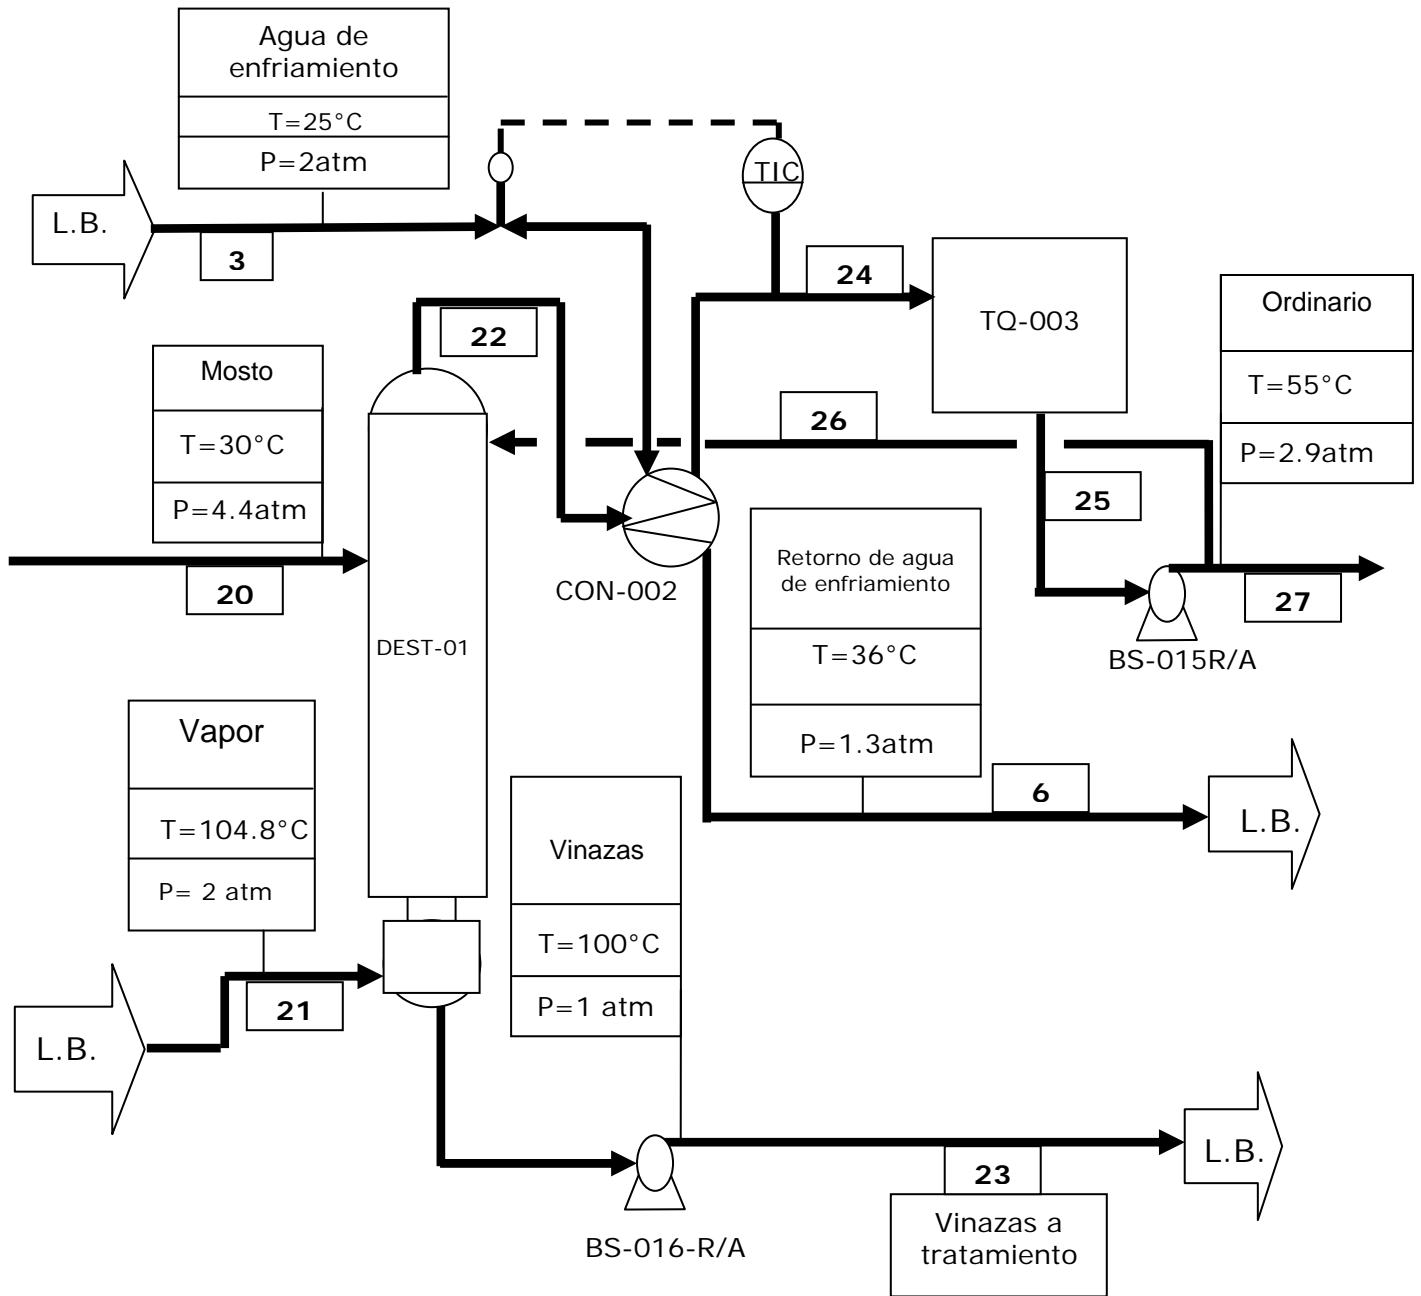 Agua de
enfriamiento
T=25°C
P=2atm
L.B.
3
TIC
24
TQ-003
Ordinario
T=55°C
P=2.9atm
22
Mosto
T=30°C
P=4.4atm
26
25
20
CON-002
Retorno de agua
de enfriamiento
T=36°C
P=1.3atm
27
BS-015R/A
DEST-01
Vapor
T=104.8°C
P= 2 atm
6
L.B.
Vinazas
T=100°C
P=1 atm
21
L.B.
L.B.
23
Vinazas a
tratamiento
BS-016-R/A